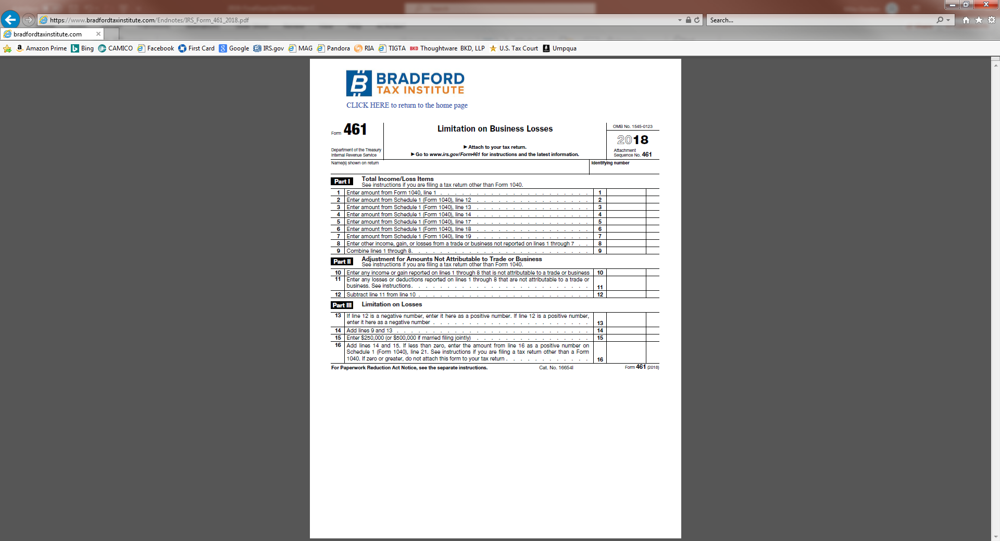 https://www.bradfordtaxinstitute.com/Endnotes/IRS_Form_461_2018.pdf
Search...
bradfordtaxinstitute.com
Amazon Prime Bing CAMICO Facebook First Card Google IRS.gov MAG Pandora RIA TIGTA BKD Thoughtware BKD, LLP U.S. Tax Court Umpqua
BRADFORD
TAX INSTITUTE
CLICK HERE to return to the home page
Form 461
Department of the Treasury
Internal Revenue Service
Limitation on Business Losses
▶ Attach to your tax return.
▶ Go to www.irs.gov/Form461 for instructions and the latest information.
OMB No. 1545-0123
2018
Attachment
Sequence No. 461
Name(s) shown on return
Identifying number
Part I Total Income/Loss Items
See instructions if you are filing a tax return other than Form 1040.
1 Enter amount from Form 1040, line 1 . . . . . . . . . . . . . . . . . . . . . 1
2 Enter amount from Schedule 1 (Form 1040), line 12 . . . . . . . . . . . . . . . . 2
3 Enter amount from Schedule 1 (Form 1040), line 13 . . . . . . . . . . . . . . . . 3
4 Enter amount from Schedule 1 (Form 1040), line 14 . . . . . . . . . . . . . . . . 4
5 Enter amount from Schedule 1 (Form 1040), line 17 . . . . . . . . . . . . . . . . 5
6 Enter amount from Schedule 1 (Form 1040), line 18 . . . . . . . . . . . . . . . . 6
7 Enter amount from Schedule 1 (Form 1040), line 19 . . . . . . . . . . . . . . . . 7
8 Enter other income, gain, or losses from a trade or business not reported on lines 1 through 7 . . 8
9 Combine lines 1 through 8. . . . . . . . . . . . . . . . . . . . . . . . . 9
Part II Adjustment for Amounts Not Attributable to Trade or Business
See instructions if you are filing a tax return other than Form 1040.
10 Enter any income or gain reported on lines 1 through 8 that is not attributable to a trade or business 10
11 Enter any losses or deductions reported on lines 1 through 8 that are not attributable to a trade or
business. See instructions. . . . . . . . . . . . . . . . . . . . . . . . . 11
12 Subtract line 11 from line 10 . . . . . . . . . . . . . . . . . . . . . . . . 12
Part III Limitation on Losses
13 If line 12 is a negative number, enter it here as a positive number. If line 12 is a positive number,
enter it here as a negative number . . . . . . . . . . . . . . . . . . . . . . 13
14 Add lines 9 and 13 . . . . . . . . . . . . . . . . . . . . . . . . . . . 14
15 Enter $250,000 (or $500,000 if married filing jointly) . . . . . . . . . . . . . . . . 15
16 Add lines 14 and 15. If less than zero, enter the amount from line 16 as a positive number on
Schedule 1 (Form 1040), line 21. See instructions if you are filing a tax return other than a Form
1040. If zero or greater, do not attach this form to your tax return . . . . . . . . . . . . 16
For Paperwork Reduction Act Notice, see the separate instructions. Cat. No. 16654I Form 461 (2018)